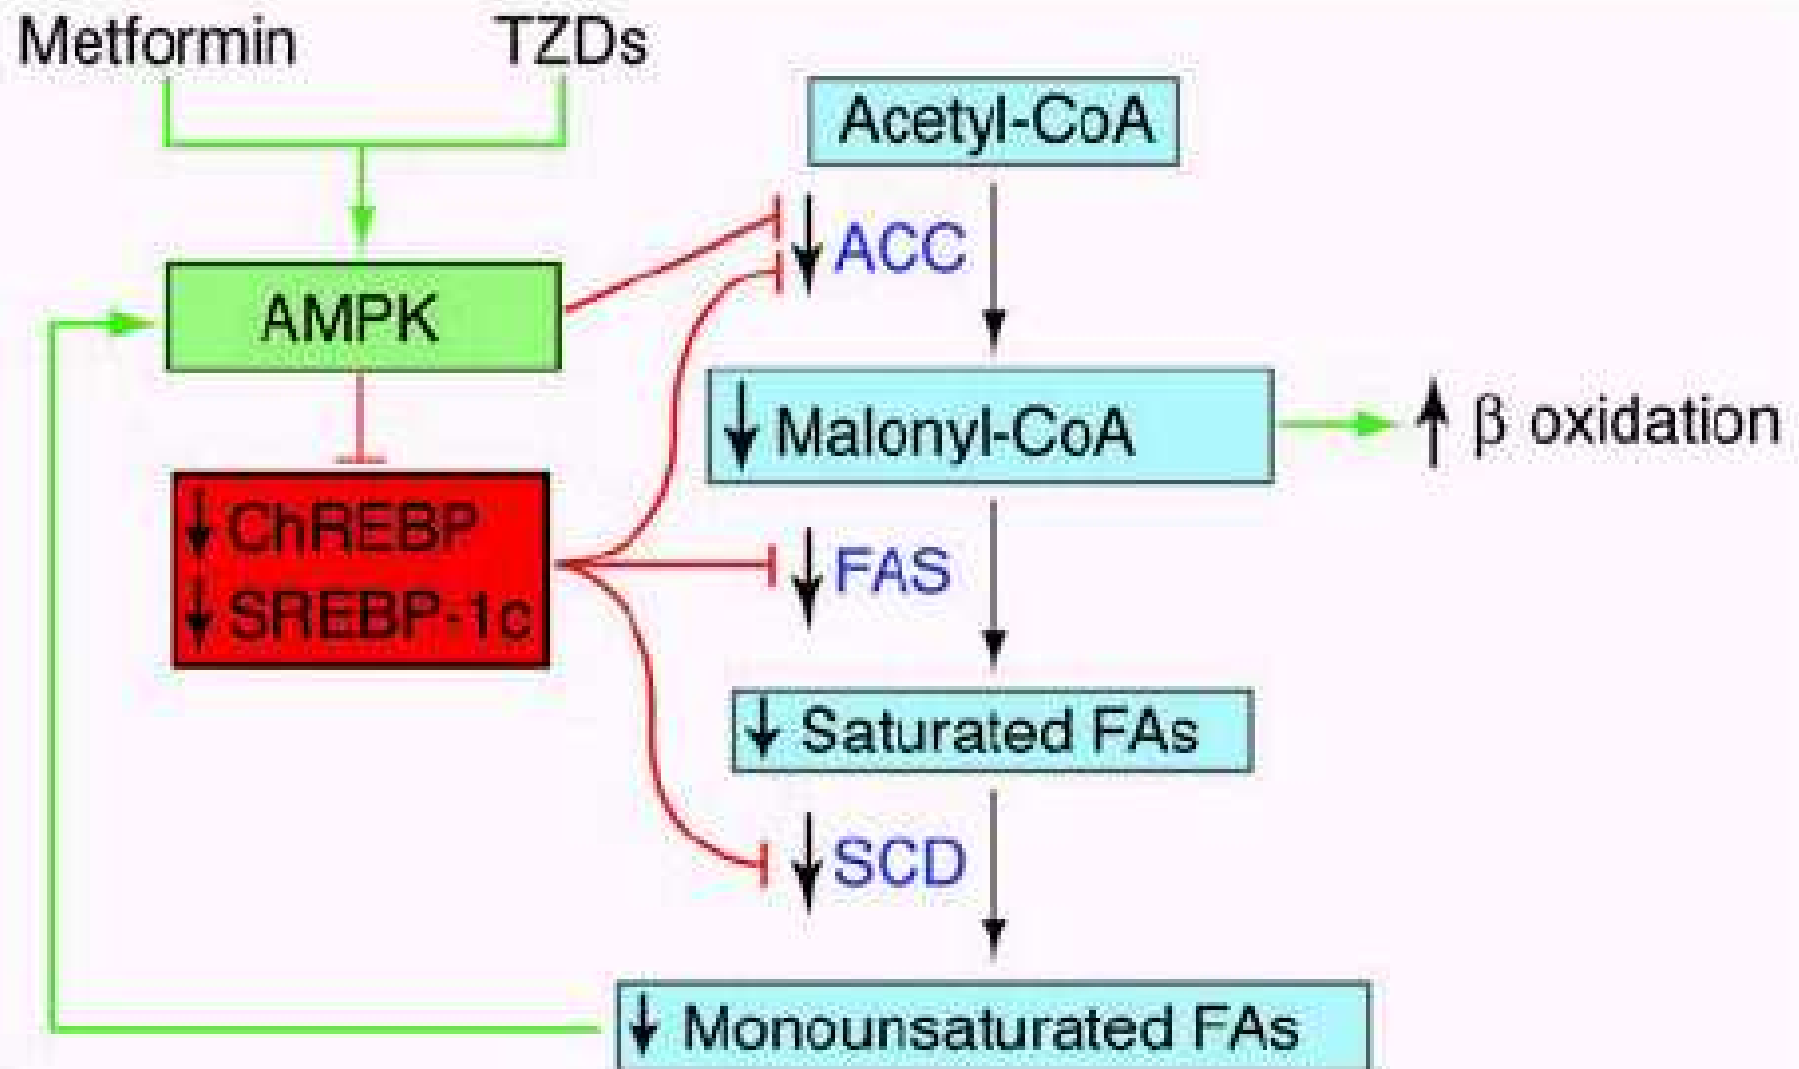 Metformin
TZDs
Acetyl-CoA
ACC
AMPK
Malonyl-CoA
β oxidation
ChREBP
SREBP-1c
FAS
Saturated FAs
SCD
Monounsaturated FAs